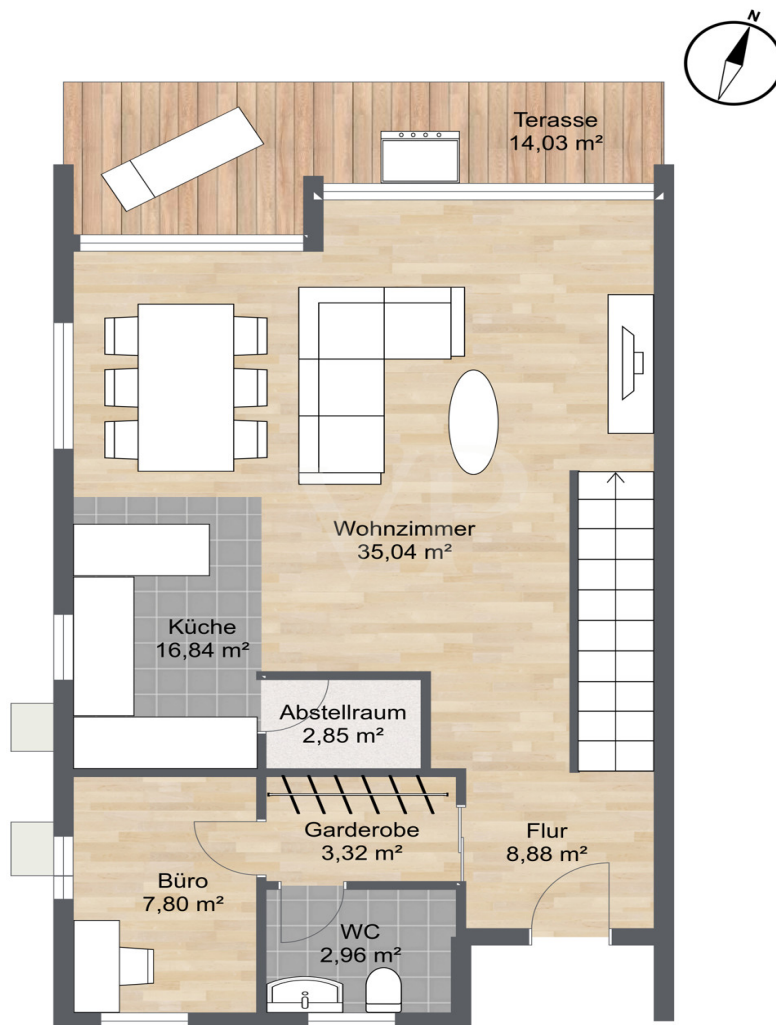 N
Terasse
14,03 m²
Wohnzimmer
35,04 m²
Küche
16,84 m²
Abstellraum
2,85 m²
Garderobe
3,32 m²
Flur
8,88 m²
Büro
7,80 m²
WC
2,96 m²